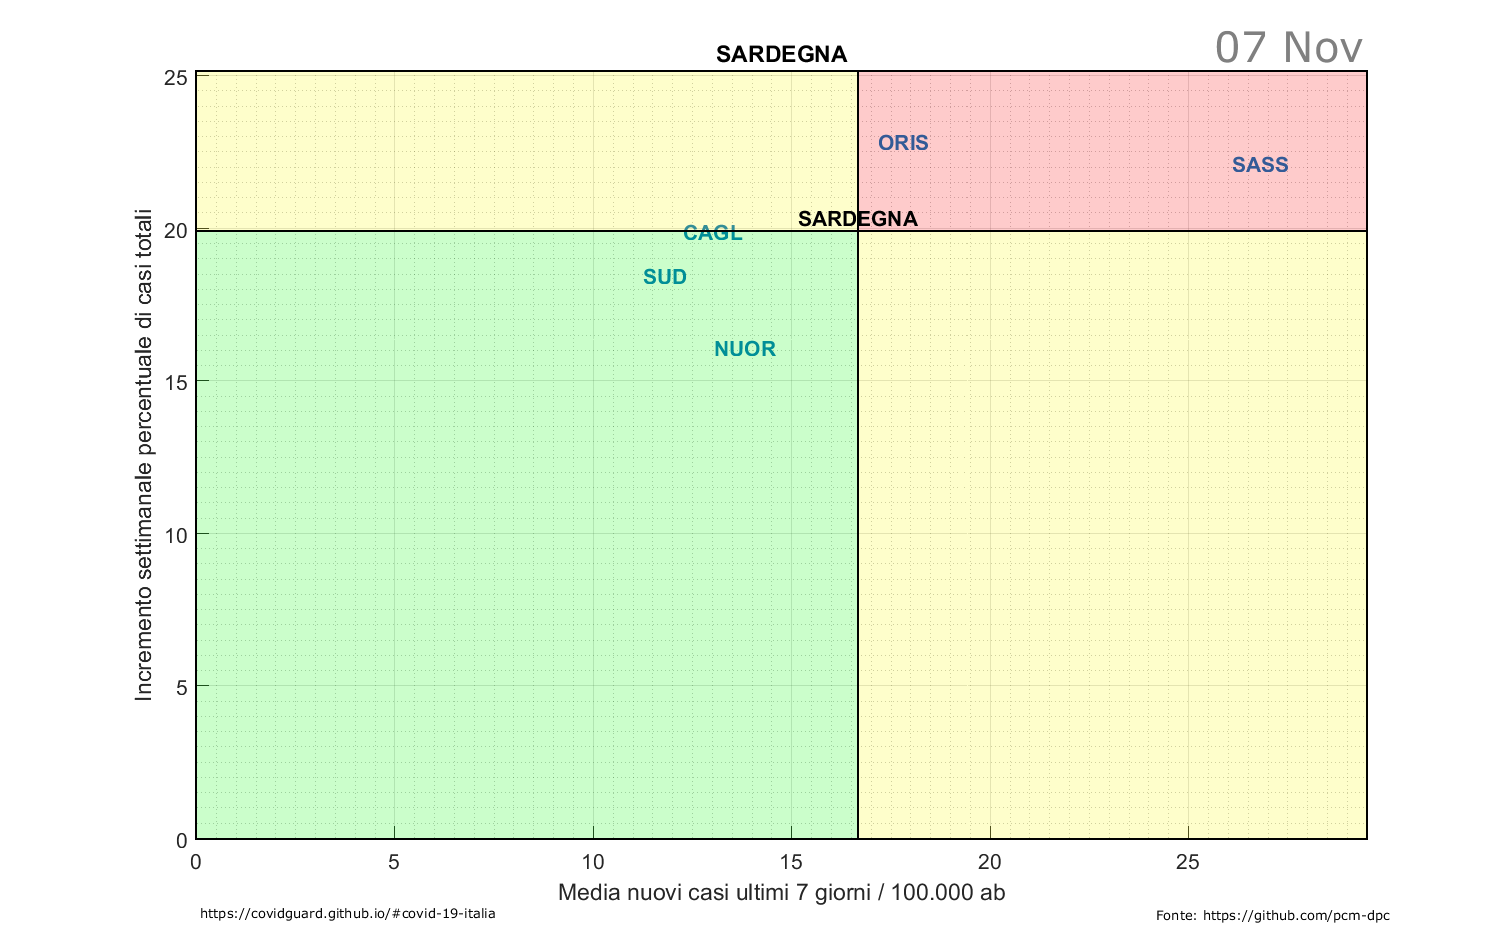 07 Nov
SARDEGNA
25
20
15
10
5
0
Incremento settimanale percentuale di casi totali
ORIS
SASS
SARDEGNA
CAGL
SUD
NUOR
0 5 10 15 20 25
Media nuovi casi ultimi 7 giorni / 100.000 ab
https://covidguard.github.io/#covid-19-italia
Fonte: https://github.com/pcm-dpc